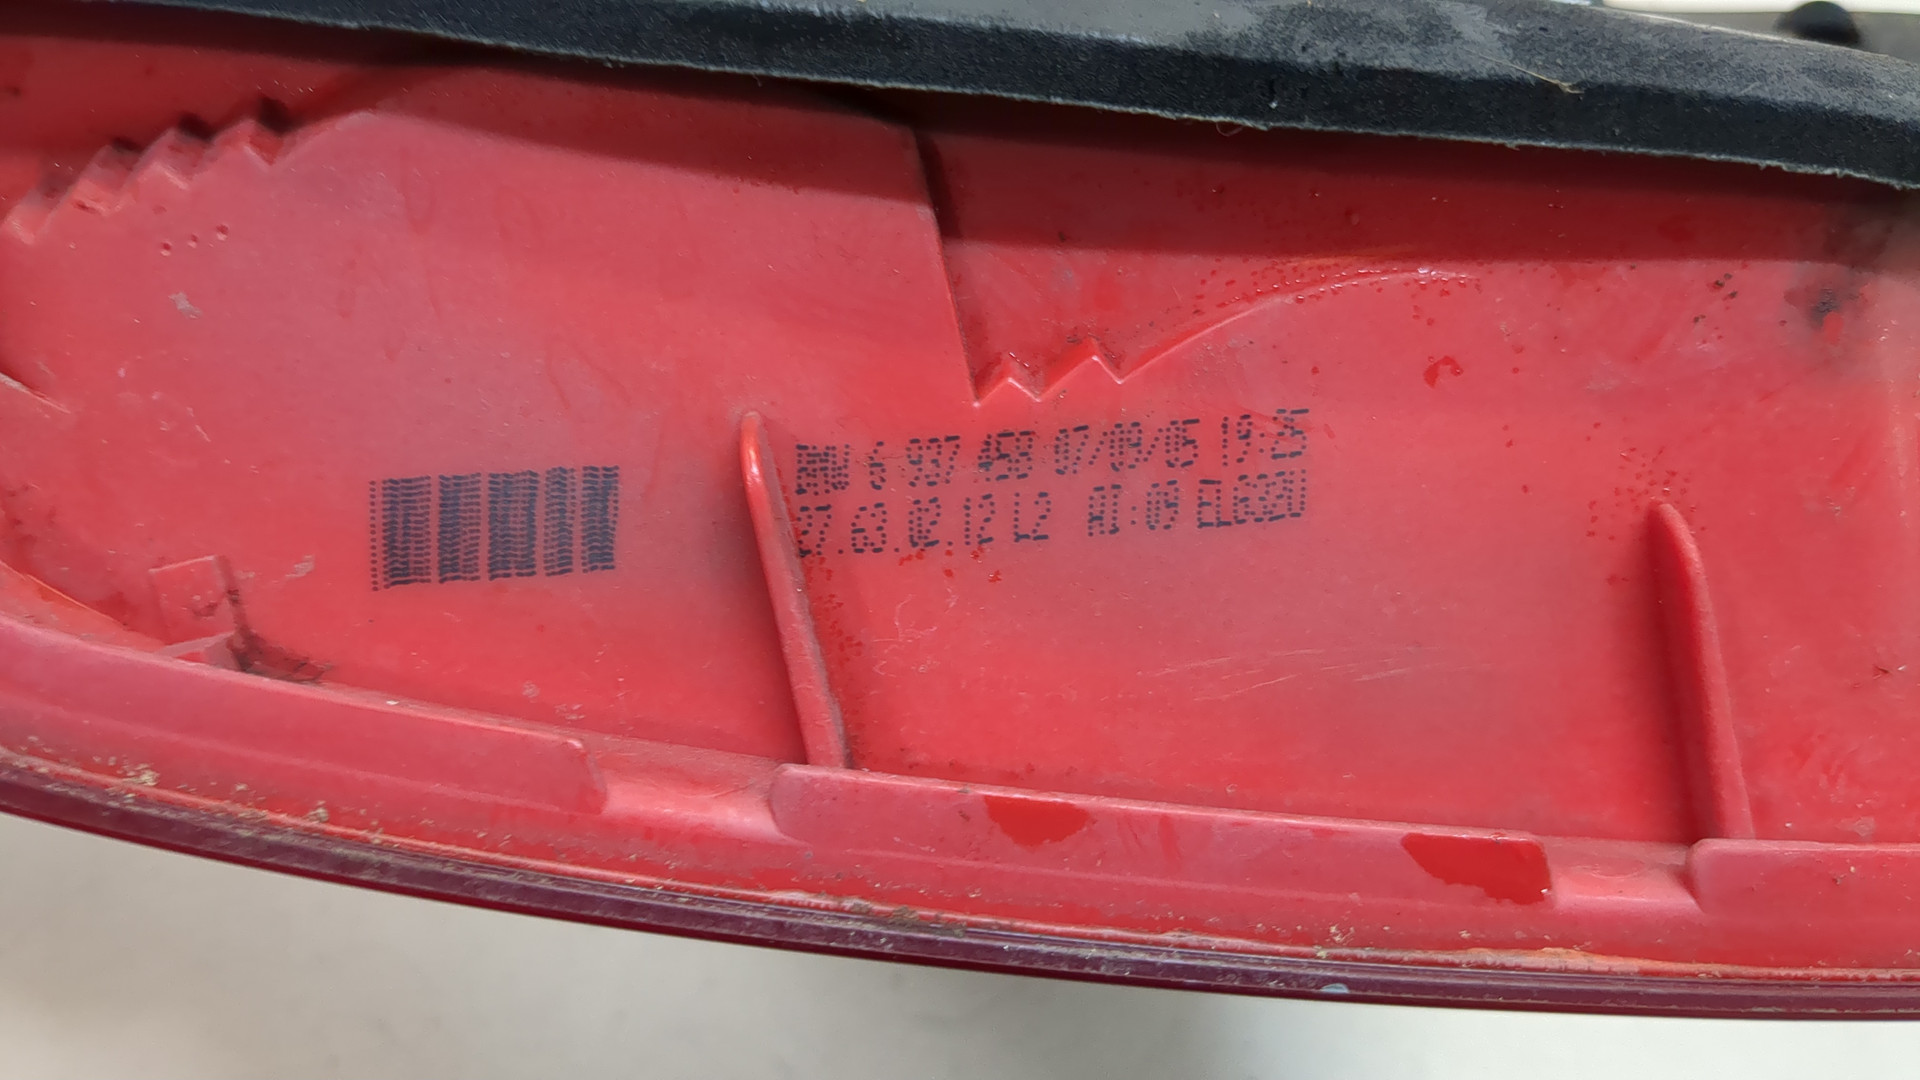 BMW 6 937 458 07/09/05 19:25
27.63.02.12 L2 AI:09 EL6320